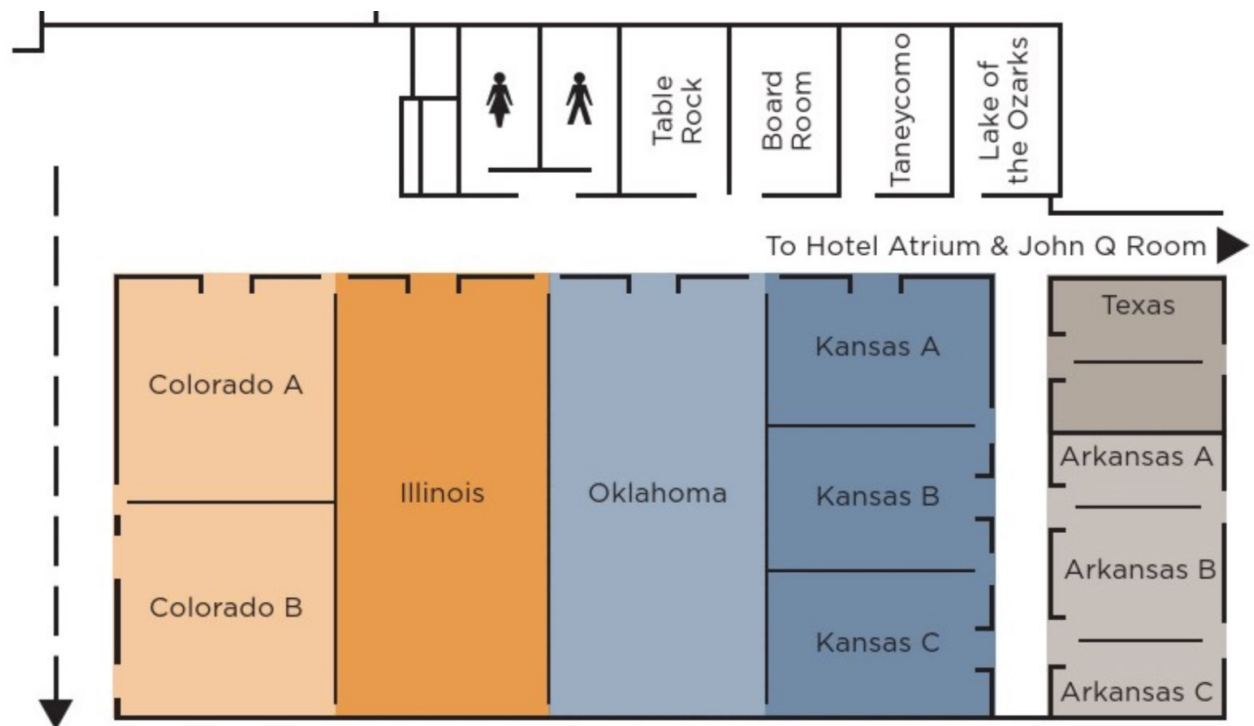 Table
Rock
Board
Room
Taneycomo
Lake of
the Ozarks
To Hotel Atrium & John Q Room
Texas
Kansas A
Colorado A
Arkansas A
Illinois
Oklahoma
Kansas B
Arkansas B
Colorado B
Kansas C
Arkansas C